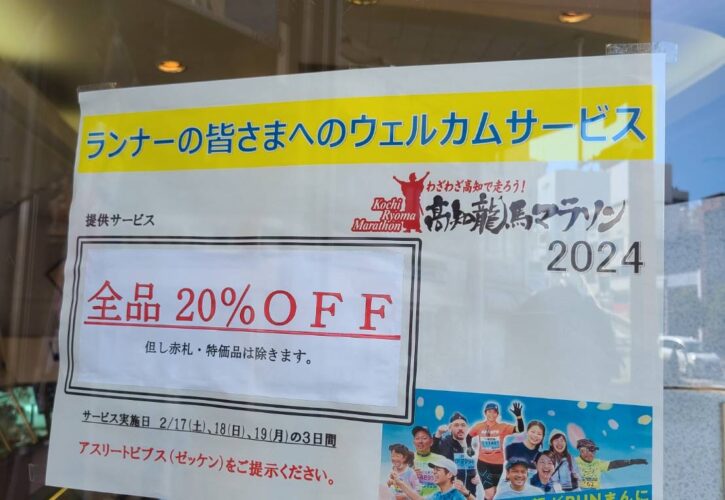 ランナーの皆さまへのウェルカムサービス
わざわざ高知で走ろう!
Kochi
Ryoma
Marathon
高知龍馬マラソン
2024
提供サービス
全品 20%OFF
但し赤札・特価品は除きます。
サービス実施日 2/17(土)、18(日)、19(月)の3日間
アスリートビブス(ゼッケン)をご提示ください。